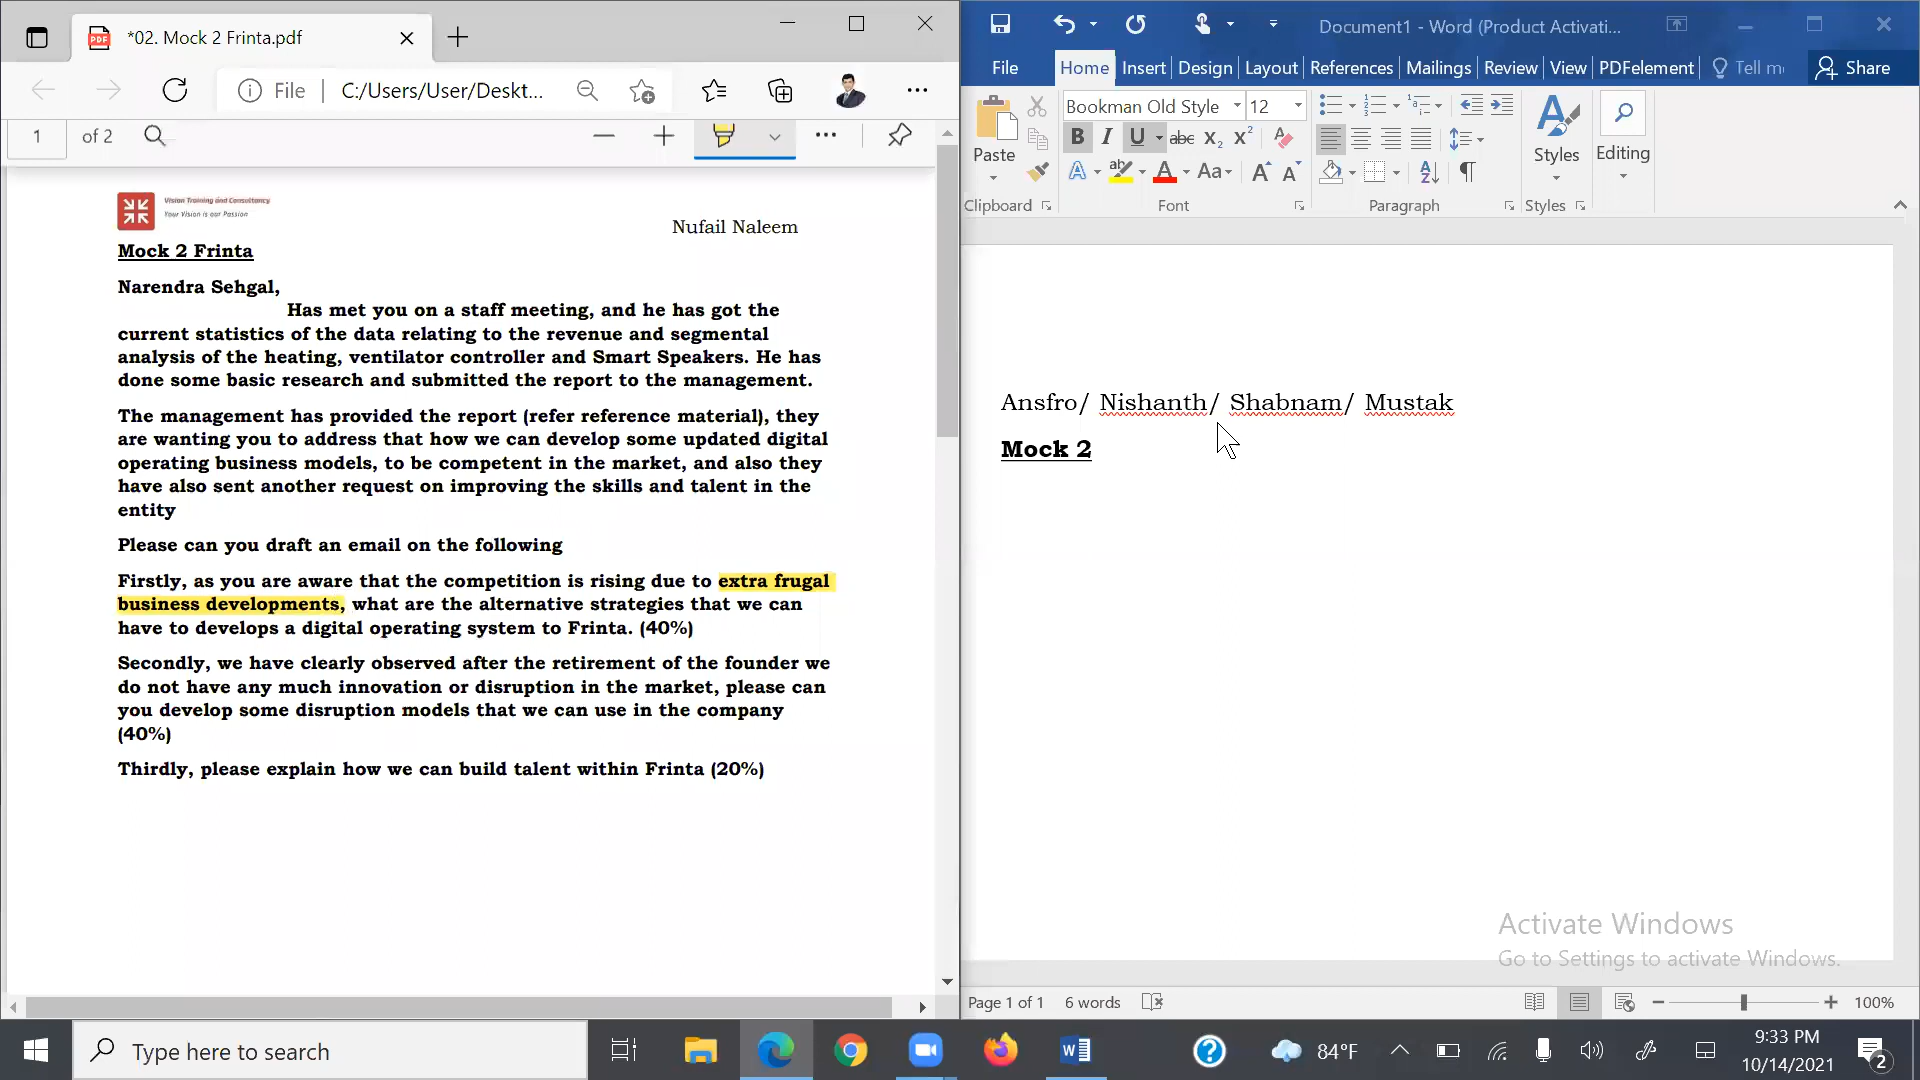 *02. Mock 2 Frinta.pdf
File
C:/Users/User/Deskt...
1 of 2
Vision Training and Consultancy
Your Vision is our Passion
Nufail Naleem
Mock 2 Frinta
Narendra Sehgal,
Has met you on a staff meeting, and he has got the
current statistics of the data relating to the revenue and segmental
analysis of the heating, ventilator controller and Smart Speakers. He has
done some basic research and submitted the report to the management.
The management has provided the report (refer reference material), they
are wanting you to address that how we can develop some updated digital
operating business models, to be competent in the market, and also they
have also sent another request on improving the skills and talent in the
entity
Please can you draft an email on the following
Firstly, as you are aware that the competition is rising due to extra frugal
business developments, what are the alternative strategies that we can
have to develops a digital operating system to Frinta. (40%)
Secondly, we have clearly observed after the retirement of the founder we
do not have any much innovation or disruption in the market, please can
you develop some disruption models that we can use in the company
(40%)
Thirdly, please explain how we can build talent within Frinta (20%)
Document1 - Word (Product Activati...
File Home Insert Design Layout References Mailings Review View PDFelement Tell me Share
Bookman Old Style 12
Paste
Styles
Editing
Clipboard Font Paragraph Styles
Ansfro/ Nishanth/ Shabnam/ Mustak
Mock 2
Activate Windows
Go to Settings to activate Windows.
Page 1 of 1 6 words 100%
Type here to search
84°F
9:33 PM
10/14/2021
2